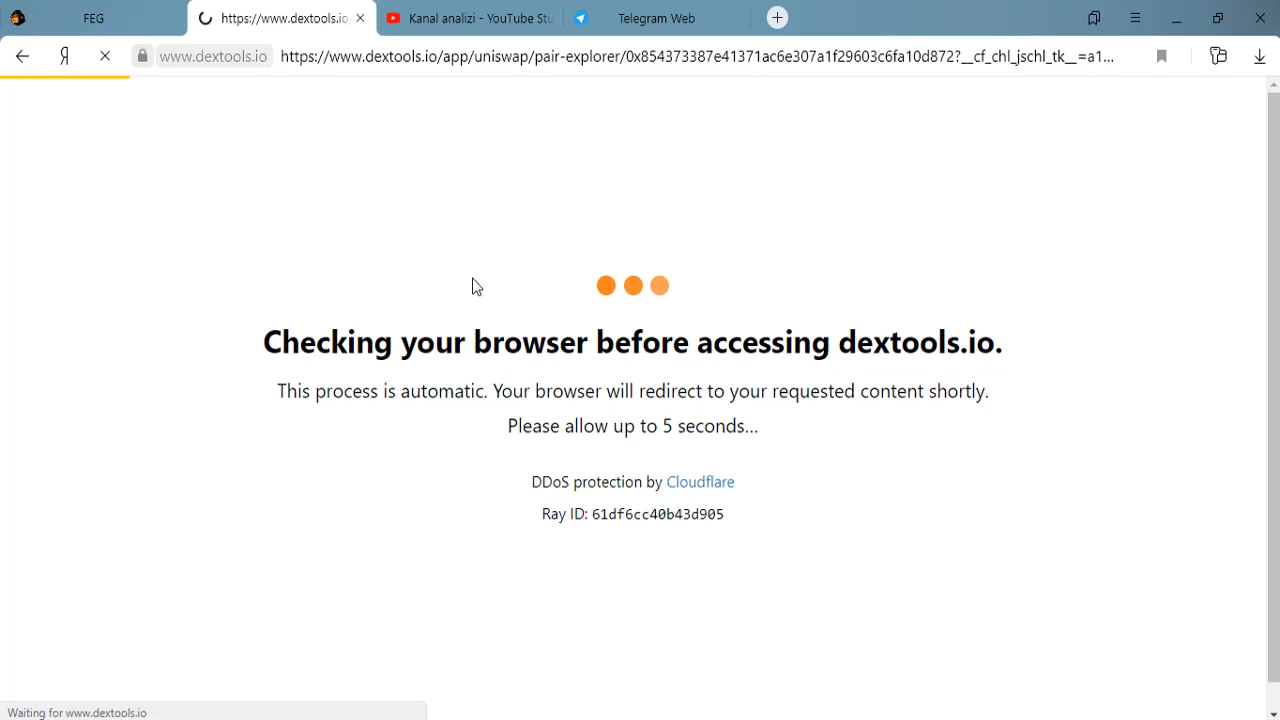 FEG
https://www.dextools.io.
Kanal analizi - YouTube Stu
Telegram Web
Я
www.dextools.io
https://www.dextools.io/app/uniswap/pair-explorer/0x854373387e41371ac6e307a1f29603c6fa10d872?__cf_chl_jschl_tk__=a1...
Checking your browser before accessing dextools.io.
This process is automatic. Your browser will redirect to your requested content shortly.
Please allow up to 5 seconds...
DDoS protection by Cloudflare
Ray ID: 61df6cc40b43d905
Waiting for www.dextools.io